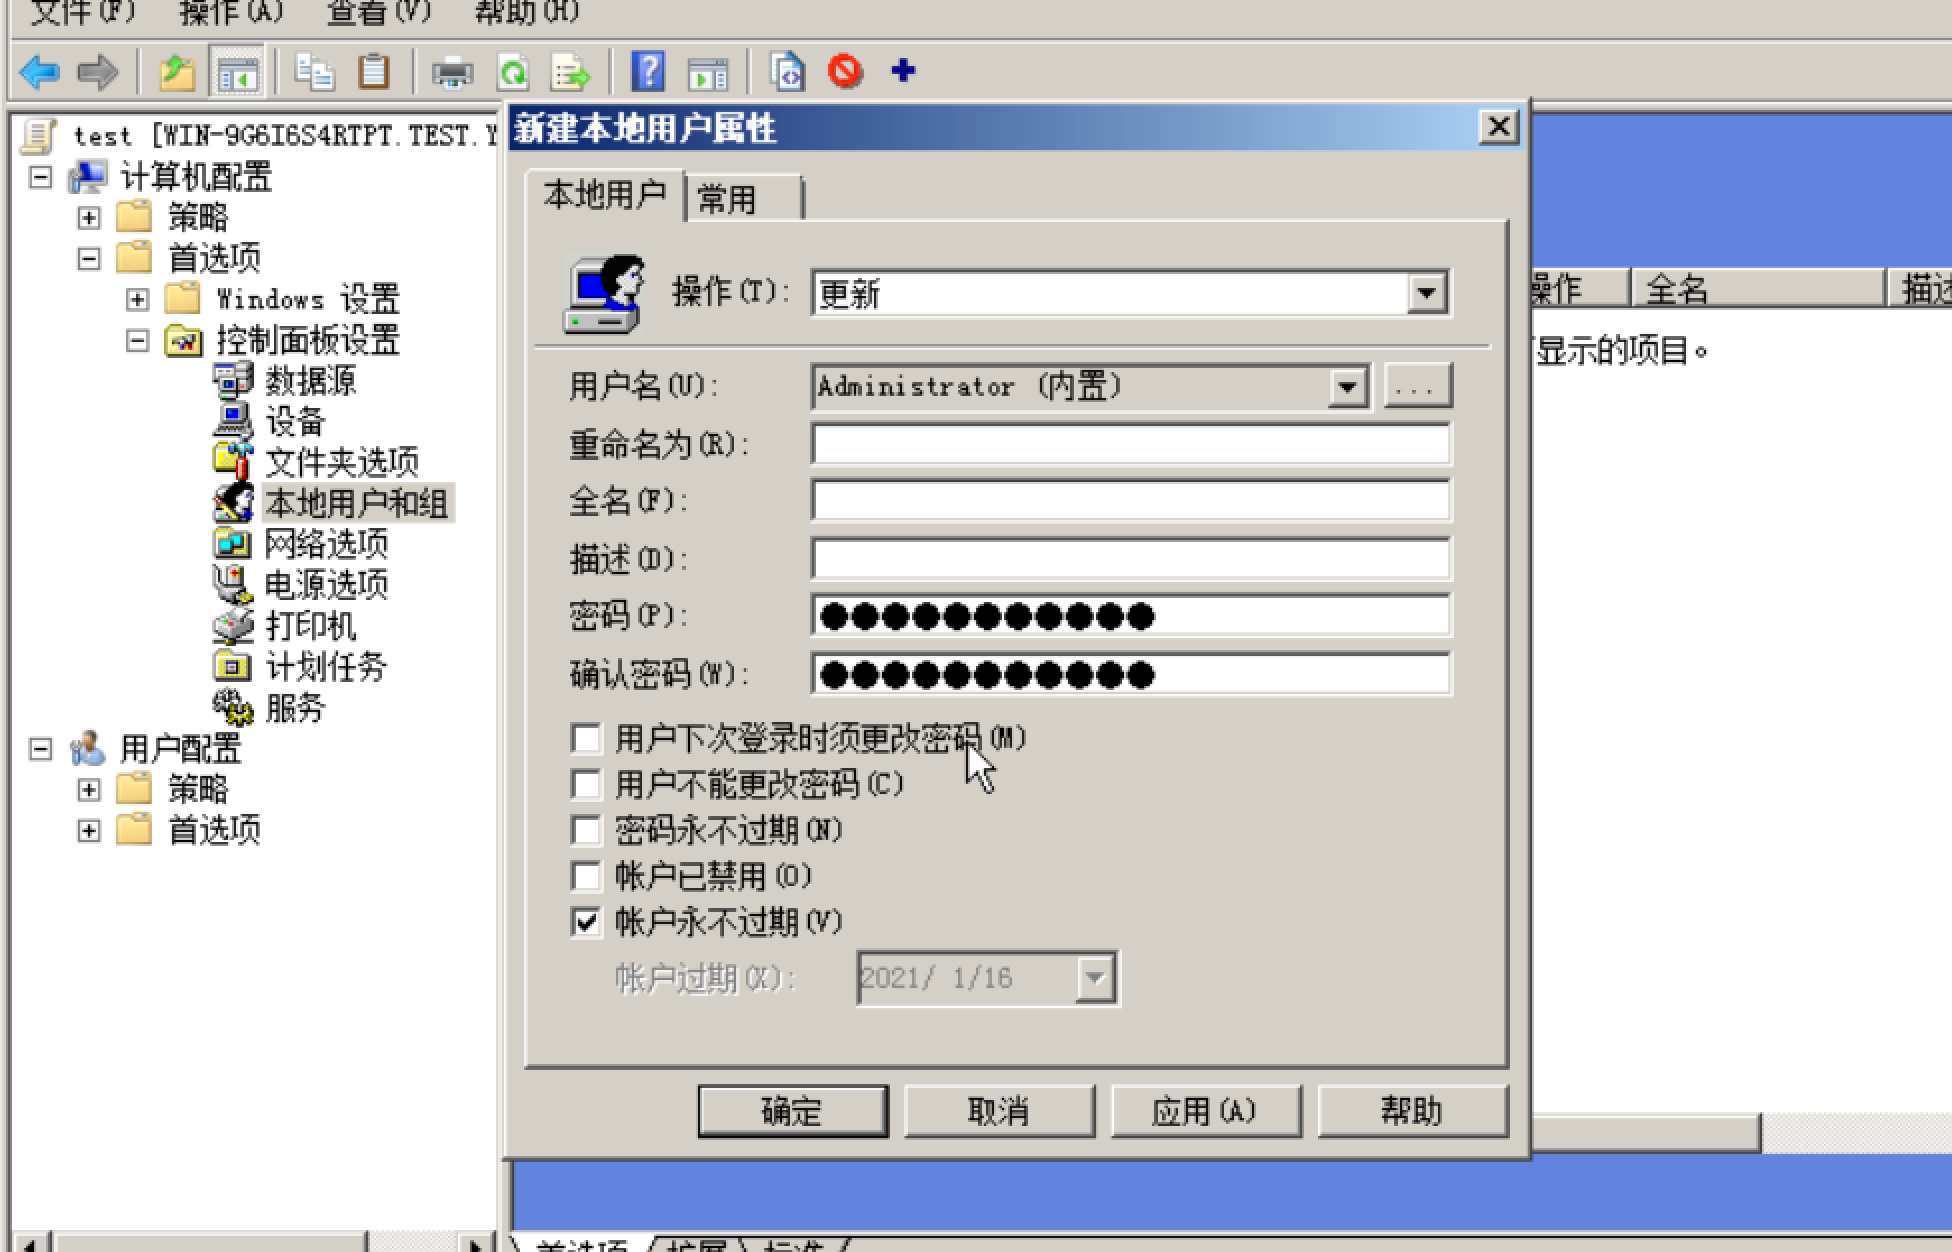 文件(F) 操作(A) 查看(V) 帮助(H)
test [WIN-9G6I6S4RTPT.TEST.Y
计算机配置
策略
首选项
Windows 设置
控制面板设置
数据源
设备
文件夹选项
本地用户和组
网络选项
电源选项
打印机
计划任务
服务
用户配置
策略
首选项
新建本地用户属性
本地用户 常用
操作(T): 更新
用户名(U): Administrator (内置) ...
重命名为(R):
全名(F):
描述(D):
密码(P): ●●●●●●●●●●●
确认密码(W): ●●●●●●●●●●●
用户下次登录时须更改密码(M)
用户不能更改密码(C)
密码永不过期(N)
帐户已禁用(O)
帐户永不过期(V)
帐户过期(X): 2021/ 1/16
确定 取消 应用(A) 帮助
操作 全名 描述
显示的项目。
首选项 扩展 标准